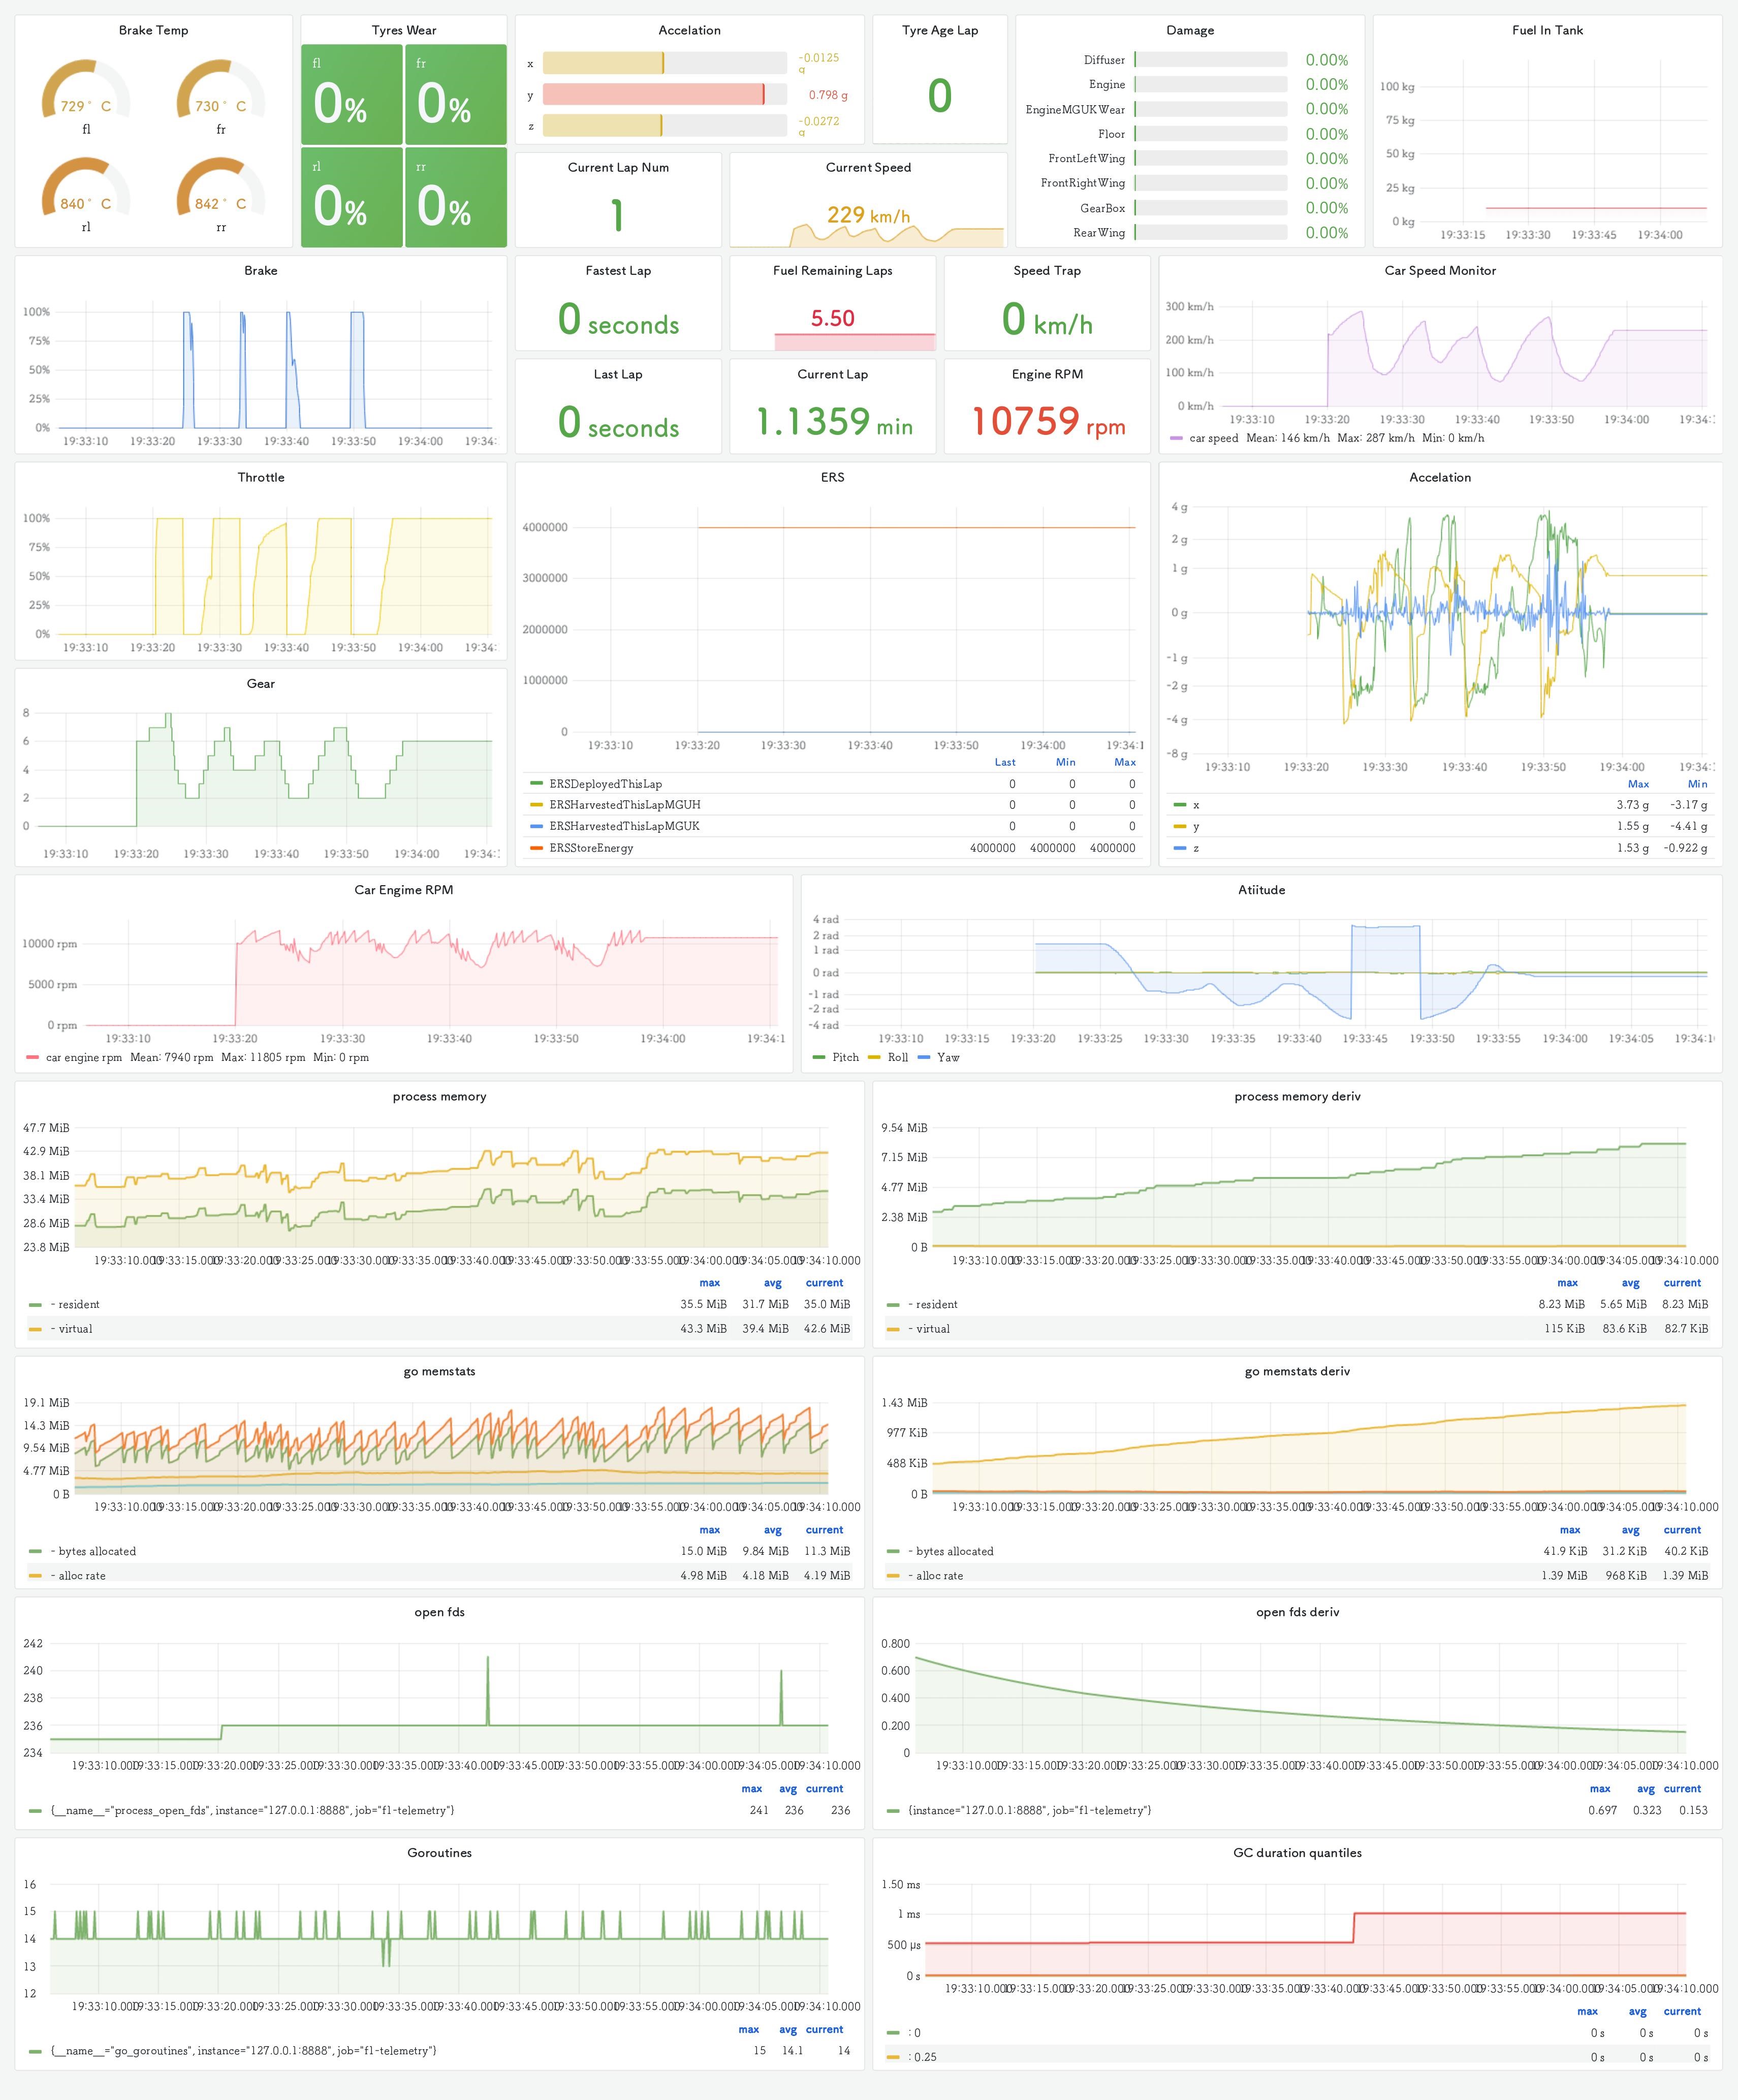 Brake Temp
729° C
fl
730° C
fr
840° C
rl
842° C
rr
Tyres Wear
fl
0%
fr
0%
rl
0%
rr
0%
Accelation
x
-0.0125
g
y
0.798 g
z
-0.0272
g
Tyre Age Lap
0
Current Lap Num
1
Current Speed
229 km/h
Damage
Diffuser 0.00%
Engine 0.00%
EngineMGUKWear 0.00%
Floor 0.00%
FrontLeftWing 0.00%
FrontRightWing 0.00%
GearBox 0.00%
RearWing 0.00%
Fuel In Tank
100 kg
75 kg
50 kg
25 kg
0 kg
19:33:15 19:33:30 19:33:45 19:34:00
Brake
100%
75%
50%
25%
0%
19:33:10 19:33:20 19:33:30 19:33:40 19:33:50 19:34:00 19:34:
Fastest Lap
0 seconds
Fuel Remaining Laps
5.50
Speed Trap
0 km/h
Last Lap
0 seconds
Current Lap
1.1359 min
Engine RPM
10759 rpm
Car Speed Monitor
300 km/h
200 km/h
100 km/h
0 km/h
19:33:10 19:33:20 19:33:30 19:33:40 19:33:50 19:34:00 19:34:
car speed Mean: 146 km/h Max: 287 km/h Min: 0 km/h
Throttle
100%
75%
50%
25%
0%
19:33:10 19:33:20 19:33:30 19:33:40 19:33:50 19:34:00 19:34:
Gear
8
6
4
2
0
19:33:10 19:33:20 19:33:30 19:33:40 19:33:50 19:34:00 19:34:
ERS
4000000
3000000
2000000
1000000
0
19:33:10 19:33:20 19:33:30 19:33:40 19:33:50 19:34:00 19:34:1
Last Min Max
ERSDeployedThisLap 0 0 0
ERSHarvestedThisLapMGUH 0 0 0
ERSHarvestedThisLapMGUK 0 0 0
ERSStoreEnergy 4000000 4000000 4000000
Accelation
4 g
2 g
1 g
0 g
-1 g
-2 g
-4 g
-8 g
19:33:10 19:33:20 19:33:30 19:33:40 19:33:50 19:34:00 19:34:
Max Min
x 3.73 g -3.17 g
y 1.55 g -4.41 g
z 1.53 g -0.922 g
Car Engime RPM
10000 rpm
5000 rpm
0 rpm
19:33:10 19:33:20 19:33:30 19:33:40 19:33:50 19:34:00 19:34:1
car engine rpm Mean: 7940 rpm Max: 11805 rpm Min: 0 rpm
Atiitude
4 rad
2 rad
1 rad
0 rad
-1 rad
-2 rad
-4 rad
19:33:10 19:33:15 19:33:20 19:33:25 19:33:30 19:33:35 19:33:40 19:33:45 19:33:50 19:33:55 19:34:00 19:34:05 19:34:1
Pitch Roll Yaw
process memory
47.7 MiB
42.9 MiB
38.1 MiB
33.4 MiB
28.6 MiB
23.8 MiB
19:33:10.000 19:33:15.000 19:33:20.000 19:33:25.000 19:33:30.000 19:33:35.000 19:33:40.000 19:33:45.000 19:33:50.000 19:33:55.000 19:34:00.000 19:34:05.000 19:34:10.000
max avg current
- resident 35.5 MiB 31.7 MiB 35.0 MiB
- virtual 43.3 MiB 39.4 MiB 42.6 MiB
process memory deriv
9.54 MiB
7.15 MiB
4.77 MiB
2.38 MiB
0 B
19:33:10.000 19:33:15.000 19:33:20.000 19:33:25.000 19:33:30.000 19:33:35.000 19:33:40.000 19:33:45.000 19:33:50.000 19:33:55.000 19:34:00.000 19:34:05.000 19:34:10.000
max avg current
- resident 8.23 MiB 5.65 MiB 8.23 MiB
- virtual 115 KiB 83.6 KiB 82.7 KiB
go memstats
19.1 MiB
14.3 MiB
9.54 MiB
4.77 MiB
0 B
19:33:10.000 19:33:15.000 19:33:20.000 19:33:25.000 19:33:30.000 19:33:35.000 19:33:40.000 19:33:45.000 19:33:50.000 19:33:55.000 19:34:00.000 19:34:05.000 19:34:10.000
max avg current
- bytes allocated 15.0 MiB 9.84 MiB 11.3 MiB
- alloc rate 4.98 MiB 4.18 MiB 4.19 MiB
go memstats deriv
1.43 MiB
977 KiB
488 KiB
0 B
19:33:10.000 19:33:15.000 19:33:20.000 19:33:25.000 19:33:30.000 19:33:35.000 19:33:40.000 19:33:45.000 19:33:50.000 19:33:55.000 19:34:00.000 19:34:05.000 19:34:10.000
max avg current
- bytes allocated 41.9 KiB 31.2 KiB 40.2 KiB
- alloc rate 1.39 MiB 968 KiB 1.39 MiB
open fds
242
240
238
236
234
19:33:10.000 19:33:15.000 19:33:20.000 19:33:25.000 19:33:30.000 19:33:35.000 19:33:40.000 19:33:45.000 19:33:50.000 19:33:55.000 19:34:00.000 19:34:05.000 19:34:10.000
max avg current
{__name__="process_open_fds", instance="127.0.0.1:8888", job="f1-telemetry"} 241 236 236
open fds deriv
0.800
0.600
0.400
0.200
0
19:33:10.000 19:33:15.000 19:33:20.000 19:33:25.000 19:33:30.000 19:33:35.000 19:33:40.000 19:33:45.000 19:33:50.000 19:33:55.000 19:34:00.000 19:34:05.000 19:34:10.000
max avg current
{instance="127.0.0.1:8888", job="f1-telemetry"} 0.697 0.323 0.153
Goroutines
16
15
14
13
12
19:33:10.000 19:33:15.000 19:33:20.000 19:33:25.000 19:33:30.000 19:33:35.000 19:33:40.000 19:33:45.000 19:33:50.000 19:33:55.000 19:34:00.000 19:34:05.000 19:34:10.000
max avg current
{__name__="go_goroutines", instance="127.0.0.1:8888", job="f1-telemetry"} 15 14.1 14
GC duration quantiles
1.50 ms
1 ms
500 µs
0 s
19:33:10.000 19:33:15.000 19:33:20.000 19:33:25.000 19:33:30.000 19:33:35.000 19:33:40.000 19:33:45.000 19:33:50.000 19:33:55.000 19:34:00.000 19:34:05.000 19:34:10.000
max avg current
: 0 0 s 0 s 0 s
: 0.25 0 s 0 s 0 s